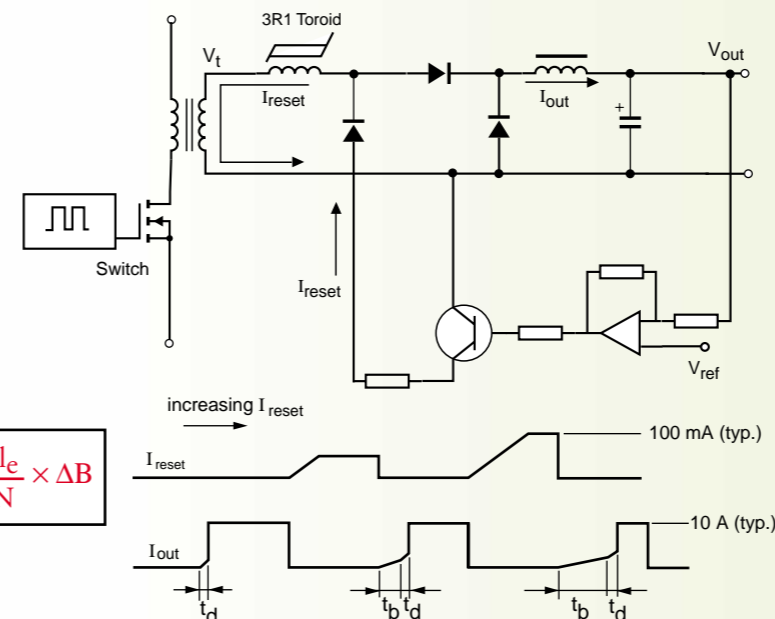 3R1 Toroid
Vt
Vout
Ireset
Iout
+
Switch
Ireset
Vref
increasing Ireset
100 mA (typ.)
Ireset
le
N
× ΔB
10 A (typ.)
Iout
td
tb
td
tb
td